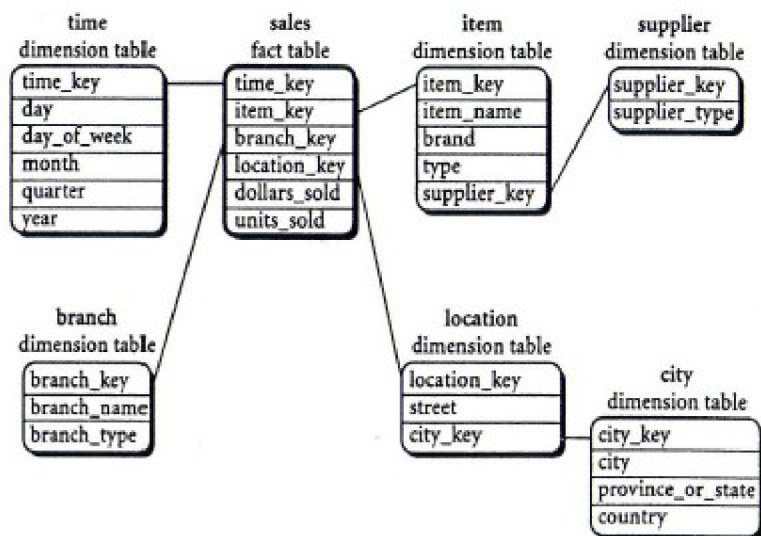 time
dimension table
time_key
day
day_of_week
month
quarter
year
sales
fact table
time_key
item_key
branch_key
location_key
dollars_sold
units_sold
item
dimension table
item_key
item_name
brand
type
supplier_key
supplier
dimension table
supplier_key
supplier_type
branch
dimension table
branch_key
branch_name
branch_type
location
dimension table
location_key
street
city_key
city
dimension table
city_key
city
province_or_state
country